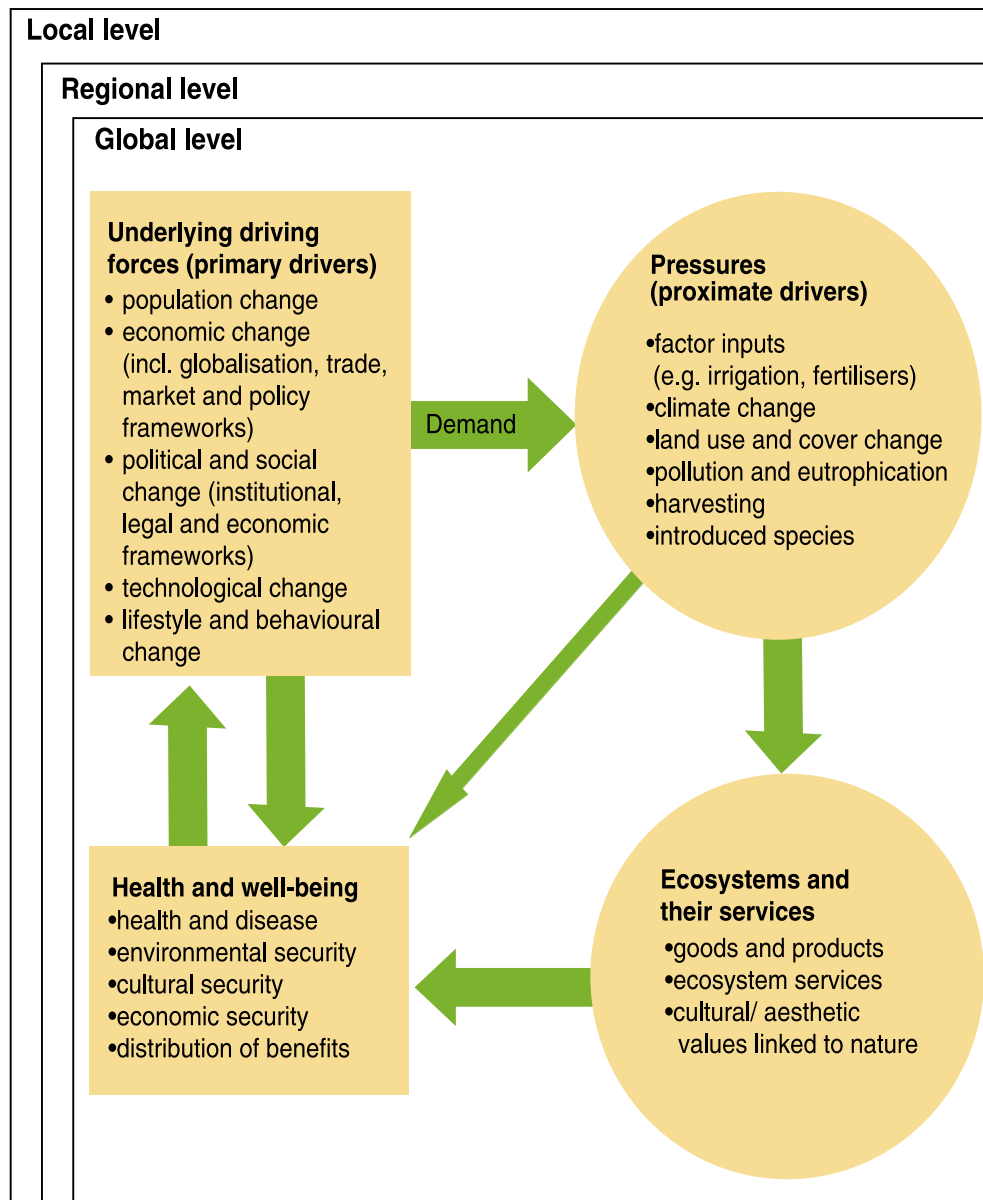 Local level
Regional level
Global level
Underlying driving
forces (primary drivers)
• population change
• economic change
(incl. globalisation, trade,
market and policy
frameworks)
• political and social
change (institutional,
legal and economic
frameworks)
• technological change
• lifestyle and behavioural
change
Demand
Pressures
(proximate drivers)
•factor inputs
(e.g. irrigation, fertilisers)
•climate change
•land use and cover change
•pollution and eutrophication
•harvesting
•introduced species
Health and well-being
•health and disease
•environmental security
•cultural security
•economic security
•distribution of benefits
Ecosystems and
their services
•goods and products
•ecosystem services
•cultural/ aesthetic
values linked to nature